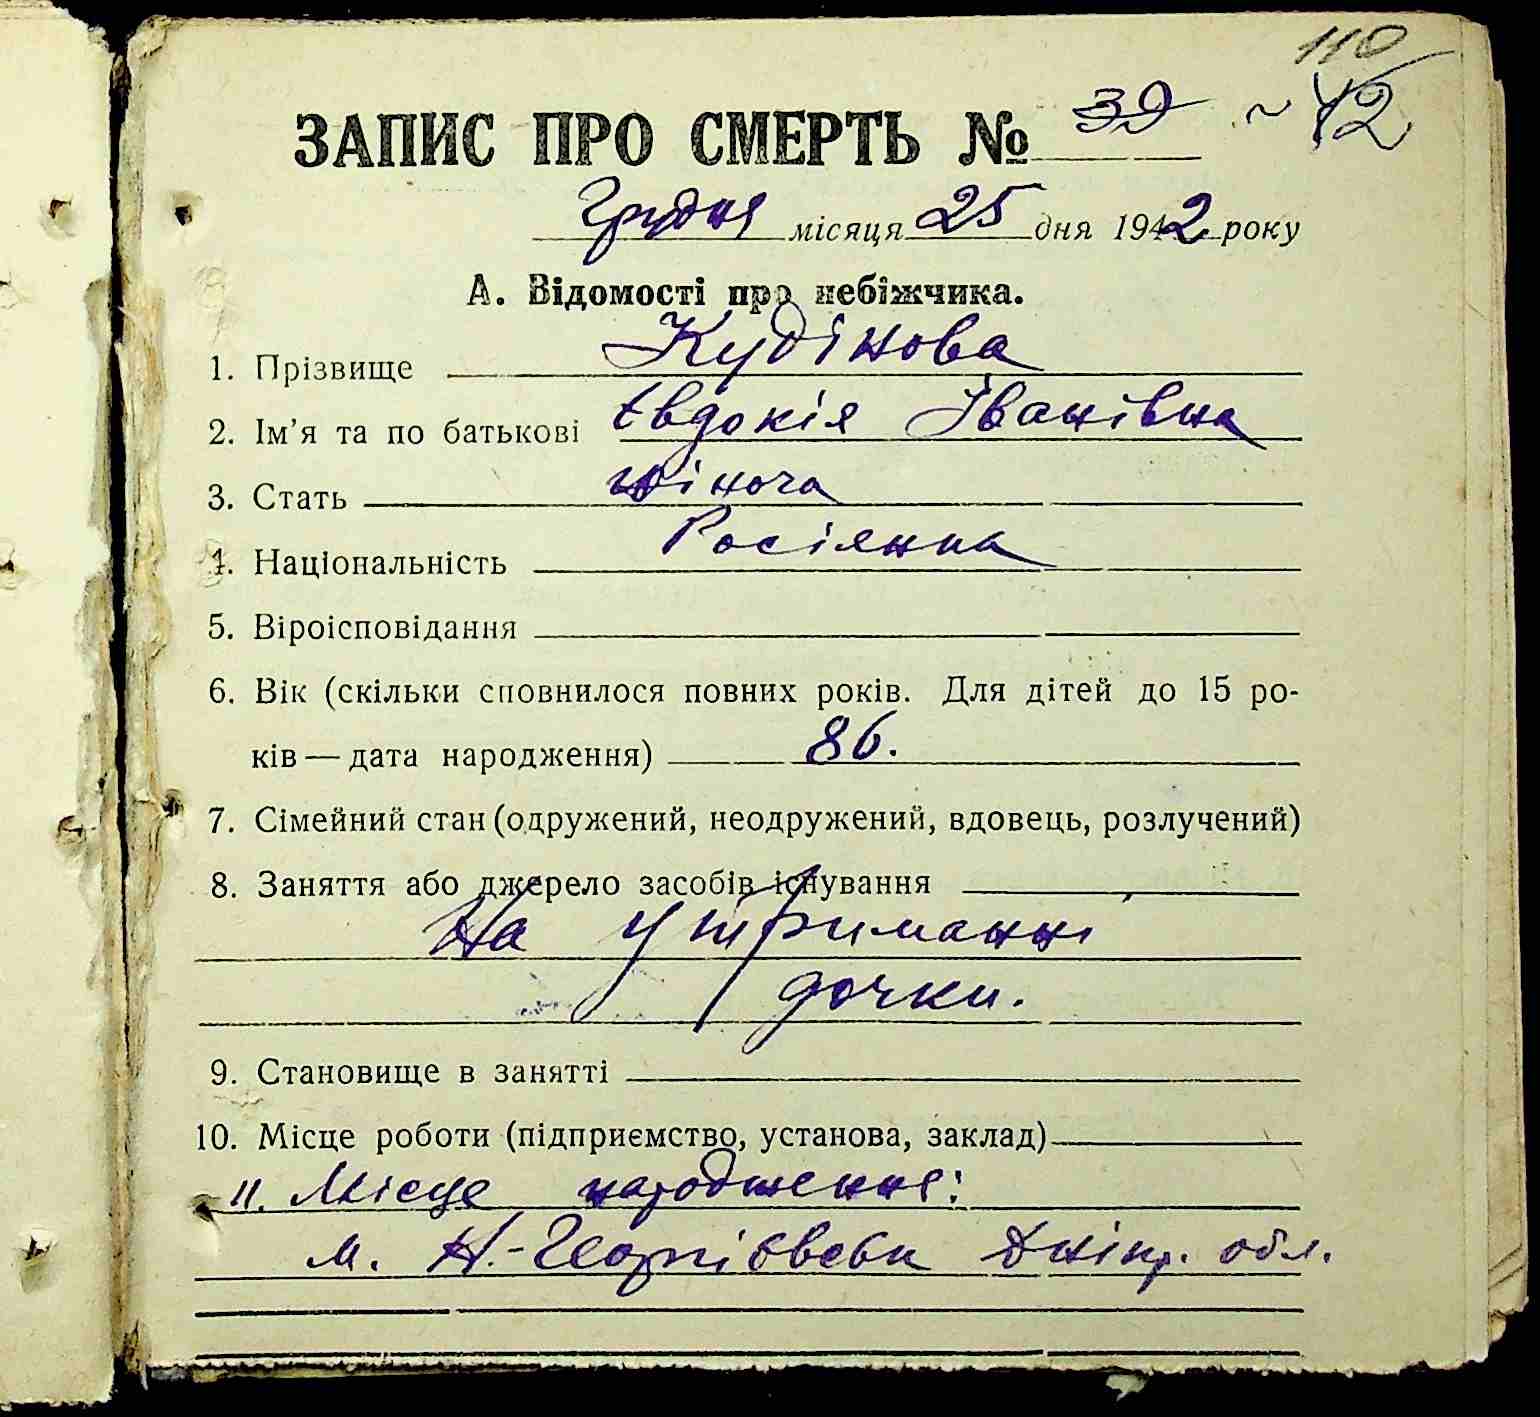 110
ЗАПИС ПРО СМЕРТЬ № 39 ~ 42
Грудня місяця 25 дня 1942 року
А. Відомості про небіжчика.
1. Прізвище Кудінова
2. Ім'я та по батькові Євдокія Іванівна
3. Стать жіноча
4. Національність Росіянка
5. Віроісповідання
6. Вік (скільки сповнилося повних років. Для дітей до 15 ро-
ків — дата народження) 86.
7. Сімейний стан (одружений, неодружений, вдовець, розлучений)
8. Заняття або джерело засобів існування
На утриманні
дочки.
9. Становище в занятті
10. Місце роботи (підприємство, установа, заклад)
11. Місце народження:
м. Н-Георгієвськ Дніпр. обл.